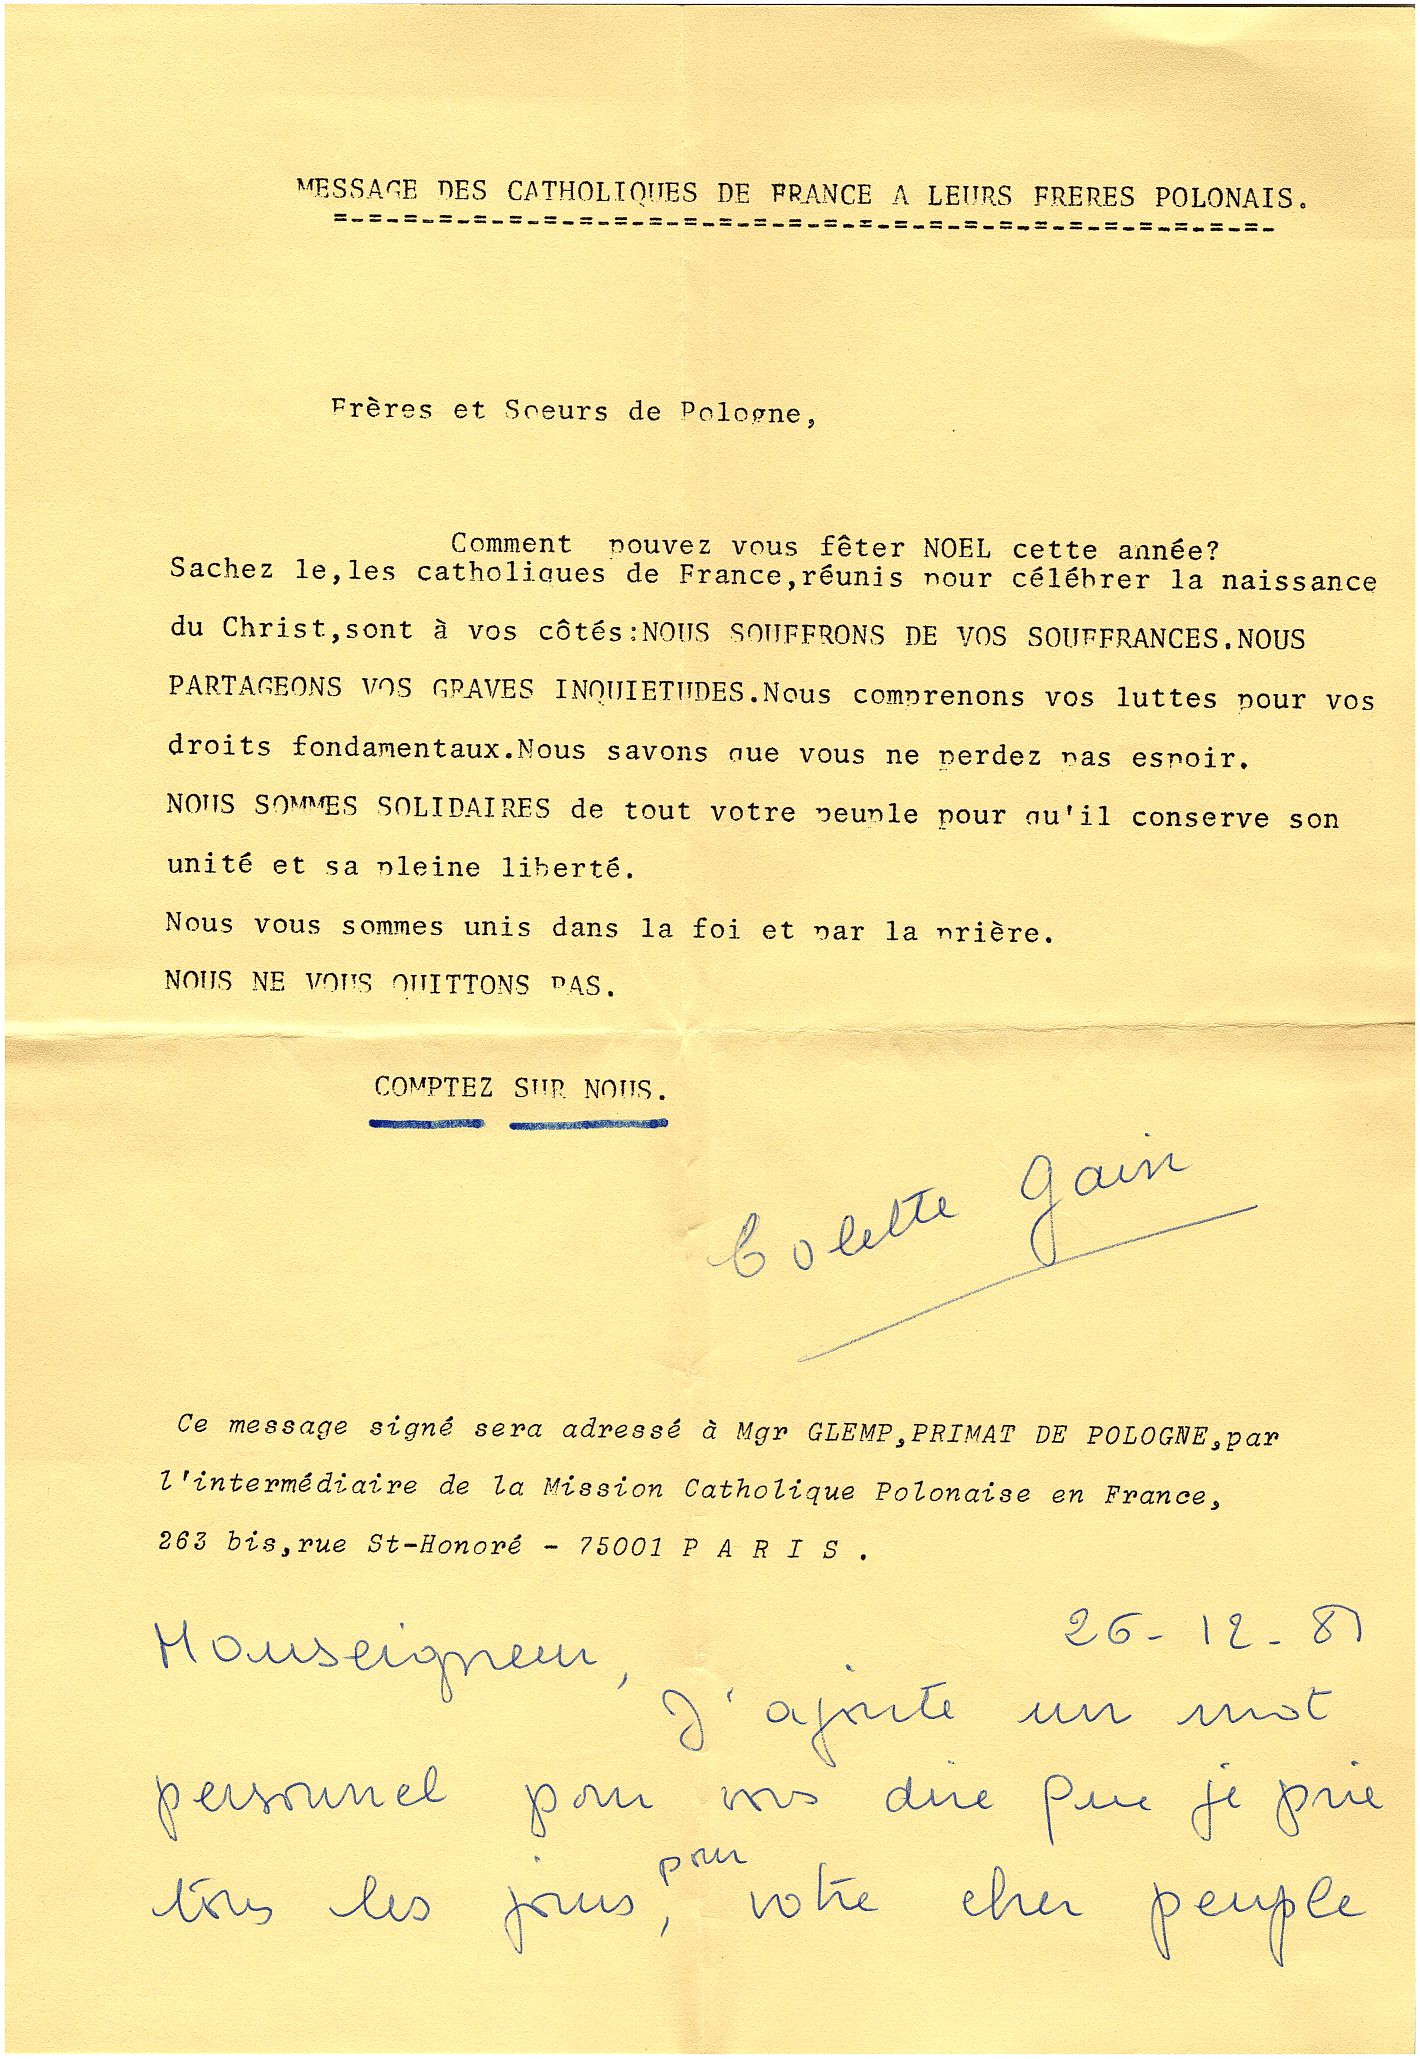 MESSAGE DES CATHOLIQUES DE FRANCE A LEURS FRERES POLONAIS.
=-=-=-=-=-=-=-=-=-=-=-=-=-=-=-=-=-=-=-=-=-=-=-=-=-=-=-
Frères et Soeurs de Pologne,
Comment pouvez vous fêter NOEL cette année?
Sachez le,les catholiques de France,réunis pour célébrer la naissance
du Christ,sont à vos côtés:NOUS SOUFFRONS DE VOS SOUFFRANCES.NOUS
PARTAGEONS VOS GRAVES INQUIETUDES.Nous comprenons vos luttes pour vos
droits fondamentaux.Nous savons que vous ne perdez pas espoir.
NOUS SOMMES SOLIDAIRES de tout votre peuple pour qu'il conserve son
unité et sa pleine liberté.
Nous vous sommes unis dans la foi et par la prière.
NOUS NE VOUS QUITTONS PAS.
COMPTEZ SUR NOUS.
Colette Gain
Ce message signé sera adressé à Mgr GLEMP,PRIMAT DE POLOGNE,par
l'intermédiaire de la Mission Catholique Polonaise en France,
263 bis,rue St-Honoré - 75001 P A R I S .
26-12-81
Monseigneur,
J'ajoute un mot
personnel pour vous dire que je prie
tous les jours, pour votre cher peuple